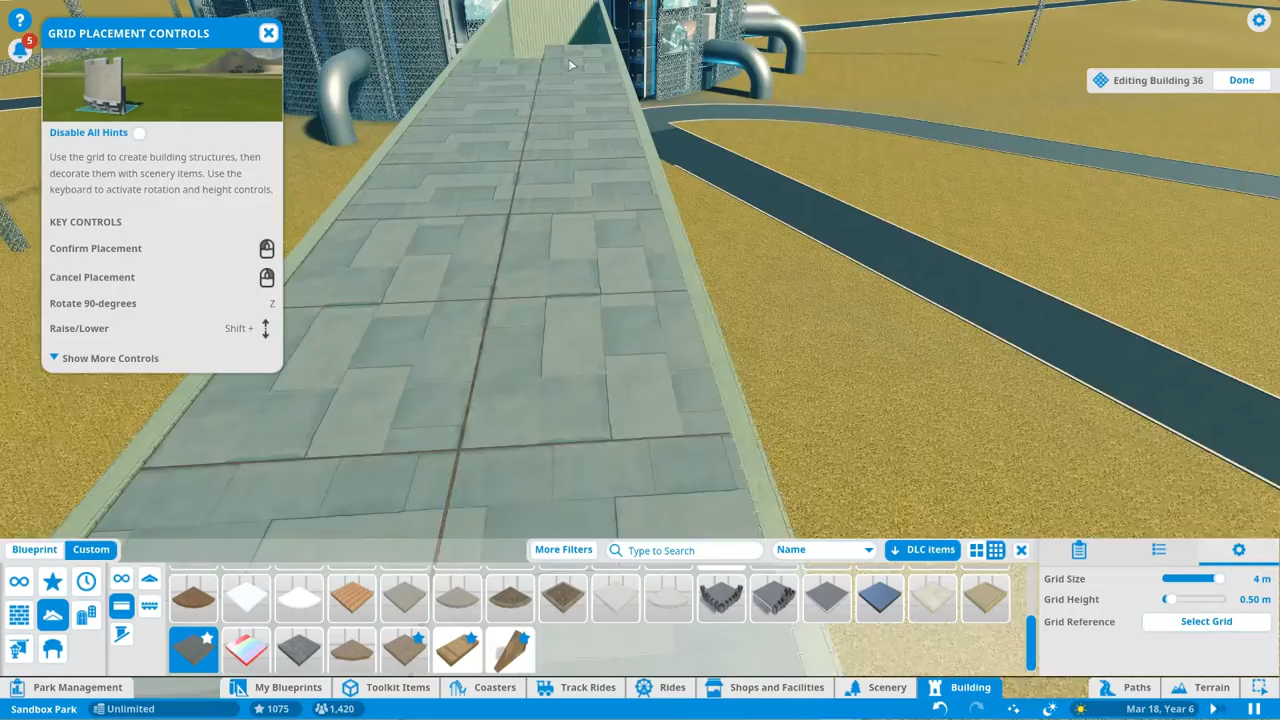 ?
5
GRID PLACEMENT CONTROLS
Disable All Hints
Use the grid to create building structures, then
decorate them with scenery items. Use the
keyboard to activate rotation and height controls.
KEY CONTROLS
Confirm Placement
Cancel Placement
Rotate 90-degrees Z
Raise/Lower Shift +
Show More Controls
Editing Building 36 Done
Blueprint Custom More Filters Type to Search Name DLC items
Grid Size 4 m
Grid Height 0.50 m
Grid Reference Select Grid
Park Management My Blueprints Toolkit Items Coasters Track Rides Rides Shops and Facilities Scenery Building Paths Terrain
Sandbox Park Unlimited 1075 1,420 Mar 18, Year 6